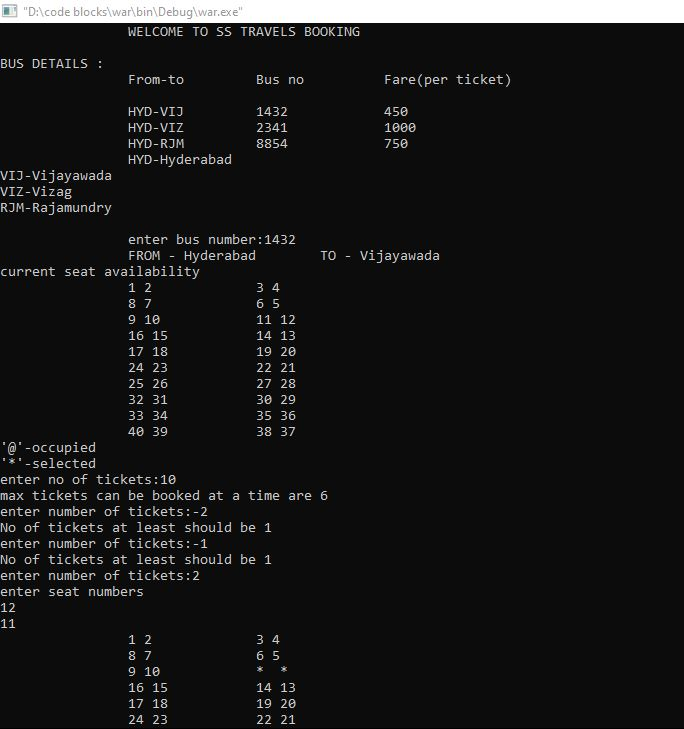 "D:\code blocks\war\bin\Debug\war.exe"
WELCOME TO SS TRAVELS BOOKING
BUS DETAILS :
From-to Bus no Fare(per ticket)
HYD-VIJ 1432 450
HYD-VIZ 2341 1000
HYD-RJM 8854 750
HYD-Hyderabad
VIJ-Vijayawada
VIZ-Vizag
RJM-Rajamundry
enter bus number:1432
FROM - Hyderabad TO - Vijayawada
current seat availability
1 2 3 4
8 7 6 5
9 10 11 12
16 15 14 13
17 18 19 20
24 23 22 21
25 26 27 28
32 31 30 29
33 34 35 36
40 39 38 37
'@'-occupied
'*'-selected
enter no of tickets:10
max tickets can be booked at a time are 6
enter number of tickets:-2
No of tickets at least should be 1
enter number of tickets:-1
No of tickets at least should be 1
enter number of tickets:2
enter seat numbers
12
11
1 2 3 4
8 7 6 5
9 10 * *
16 15 14 13
17 18 19 20
24 23 22 21